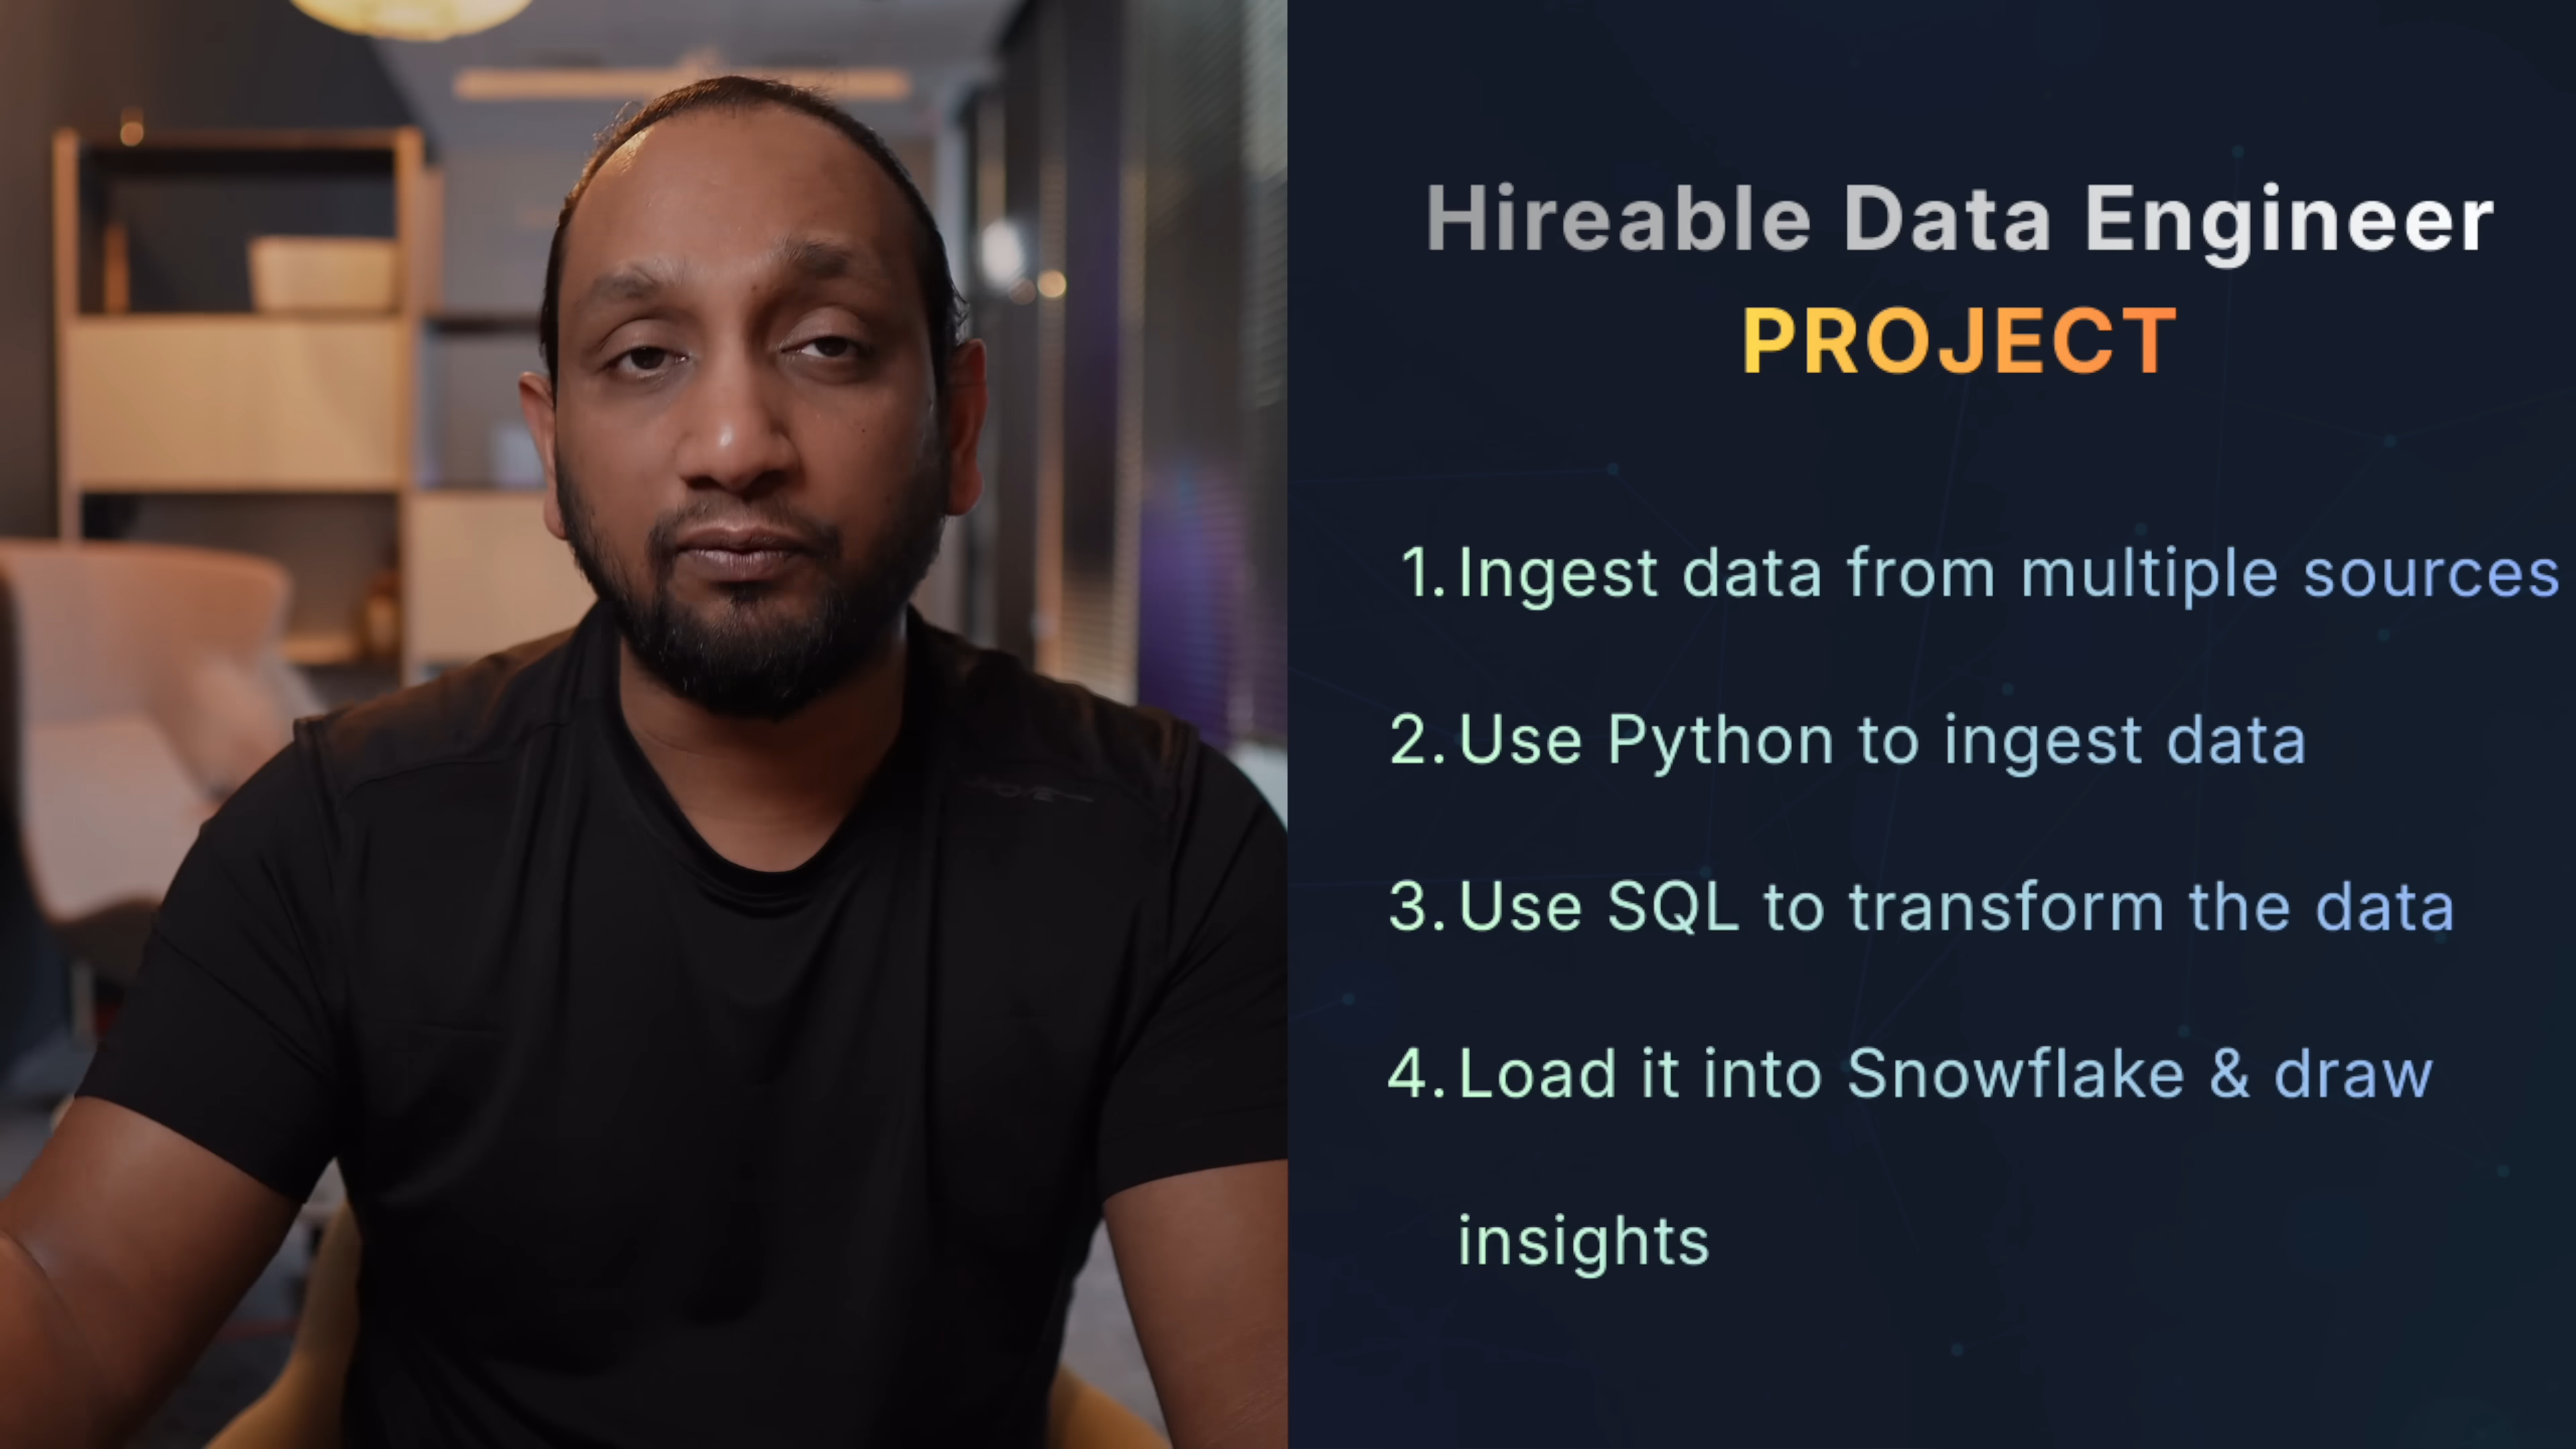 Hireable Data Engineer
PROJECT
1. Ingest data from multiple sources
2. Use Python to ingest data
3. Use SQL to transform the data
4. Load it into Snowflake & draw
insights